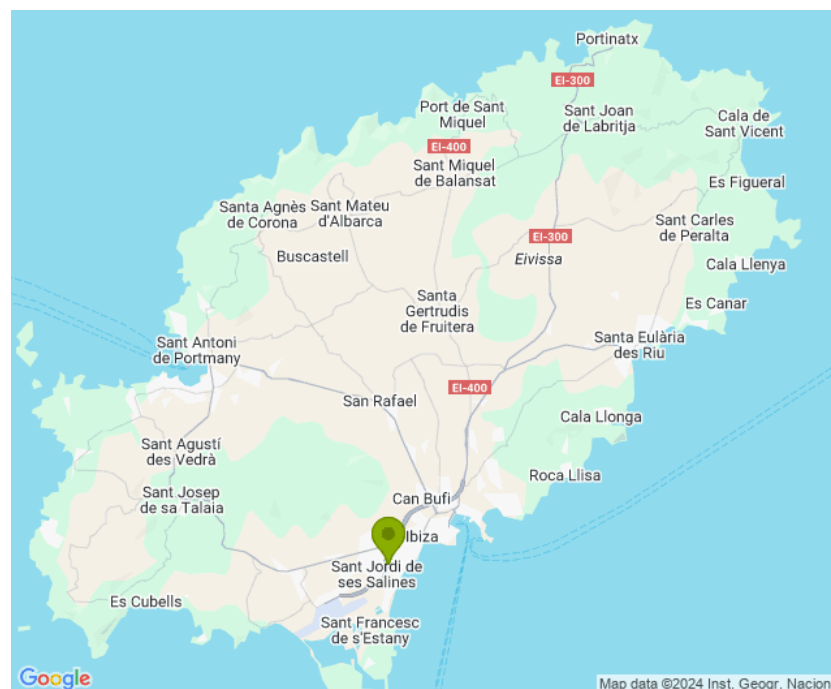 Portinatx
EI-300
Port de Sant
Miquel
Sant Joan
de Labritja
Cala de
Sant Vicent
EI-400
Sant Miquel
de Balansat
Es Figueral
Santa Agnès
de Corona
Sant Mateu
d'Albarca
Sant Carles
de Peralta
EI-300
Buscastell
Eivissa
Cala Llenya
Santa
Gertrudis
de Fruitera
Es Canar
Sant Antoni
de Portmany
Santa Eulària
des Riu
EI-400
San Rafael
Cala Llonga
Sant Agustí
des Vedrà
Roca Llisa
Sant Josep
de sa Talaia
Can Bufi
Ibiza
Sant Jordi de
ses Salines
Es Cubells
Sant Francesc
de s'Estany
Google
Map data ©2024 Inst. Geogr. Nacion